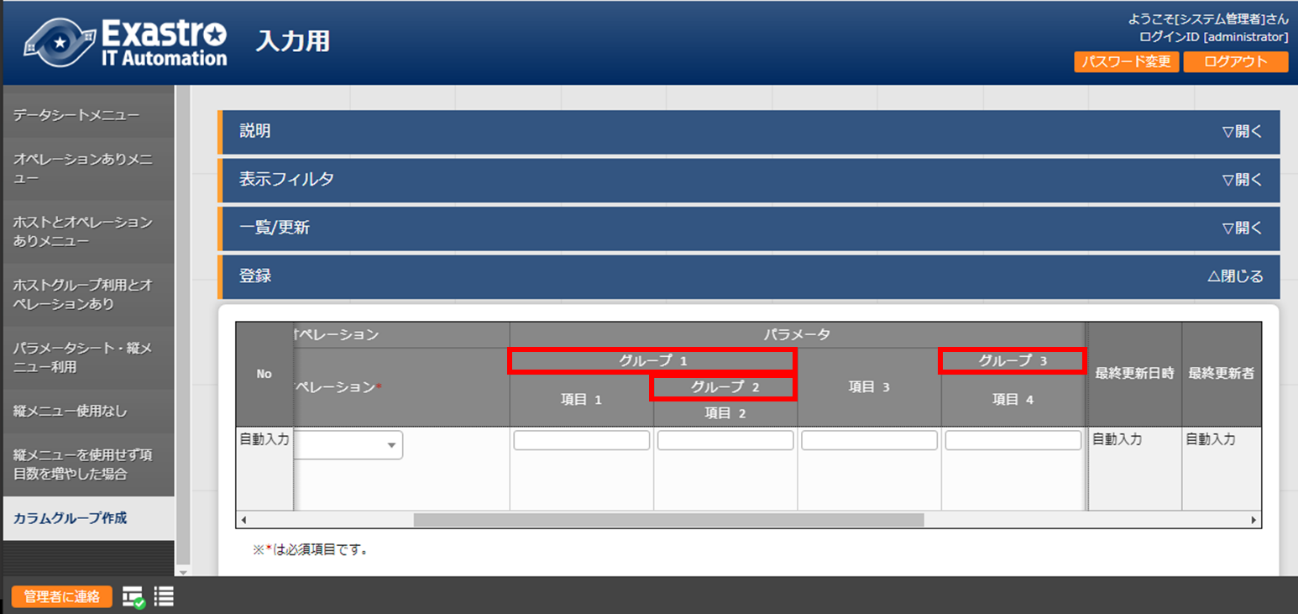 Exastro
IT Automation
入力用
ようこそ[システム管理者]さん
ログインID [administrator]
パスワード変更
ログアウト
データシートメニュー
オペレーションありメニ
ュー
ホストとオペレーション
ありメニュー
ホストグループ利用とオ
ペレーションあり
パラメータシート・縦メ
ニュー利用
縦メニュー使用なし
縦メニューを使用せず項
目数を増やした場合
カラムグループ作成
説明
▽開く
表示フィルタ
▽開く
一覧/更新
▽開く
登録
△閉じる
No
ペレーション
パラメータ
最終更新日時
最終更新者
ペレーション*
グループ 1
項目 3
グループ 3
項目 1
グループ 2
項目 4
項目 2
自動入力
自動入力
自動入力
※*は必須項目です。
管理者に連絡